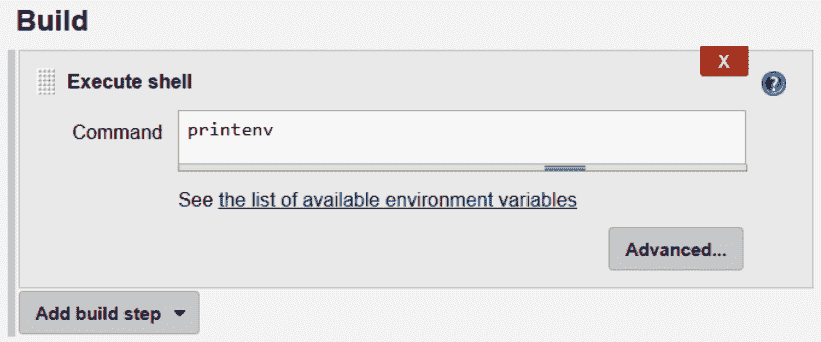 Build
X
Execute shell
?
Command printenv
See the list of available environment variables
Advanced...
Add build step